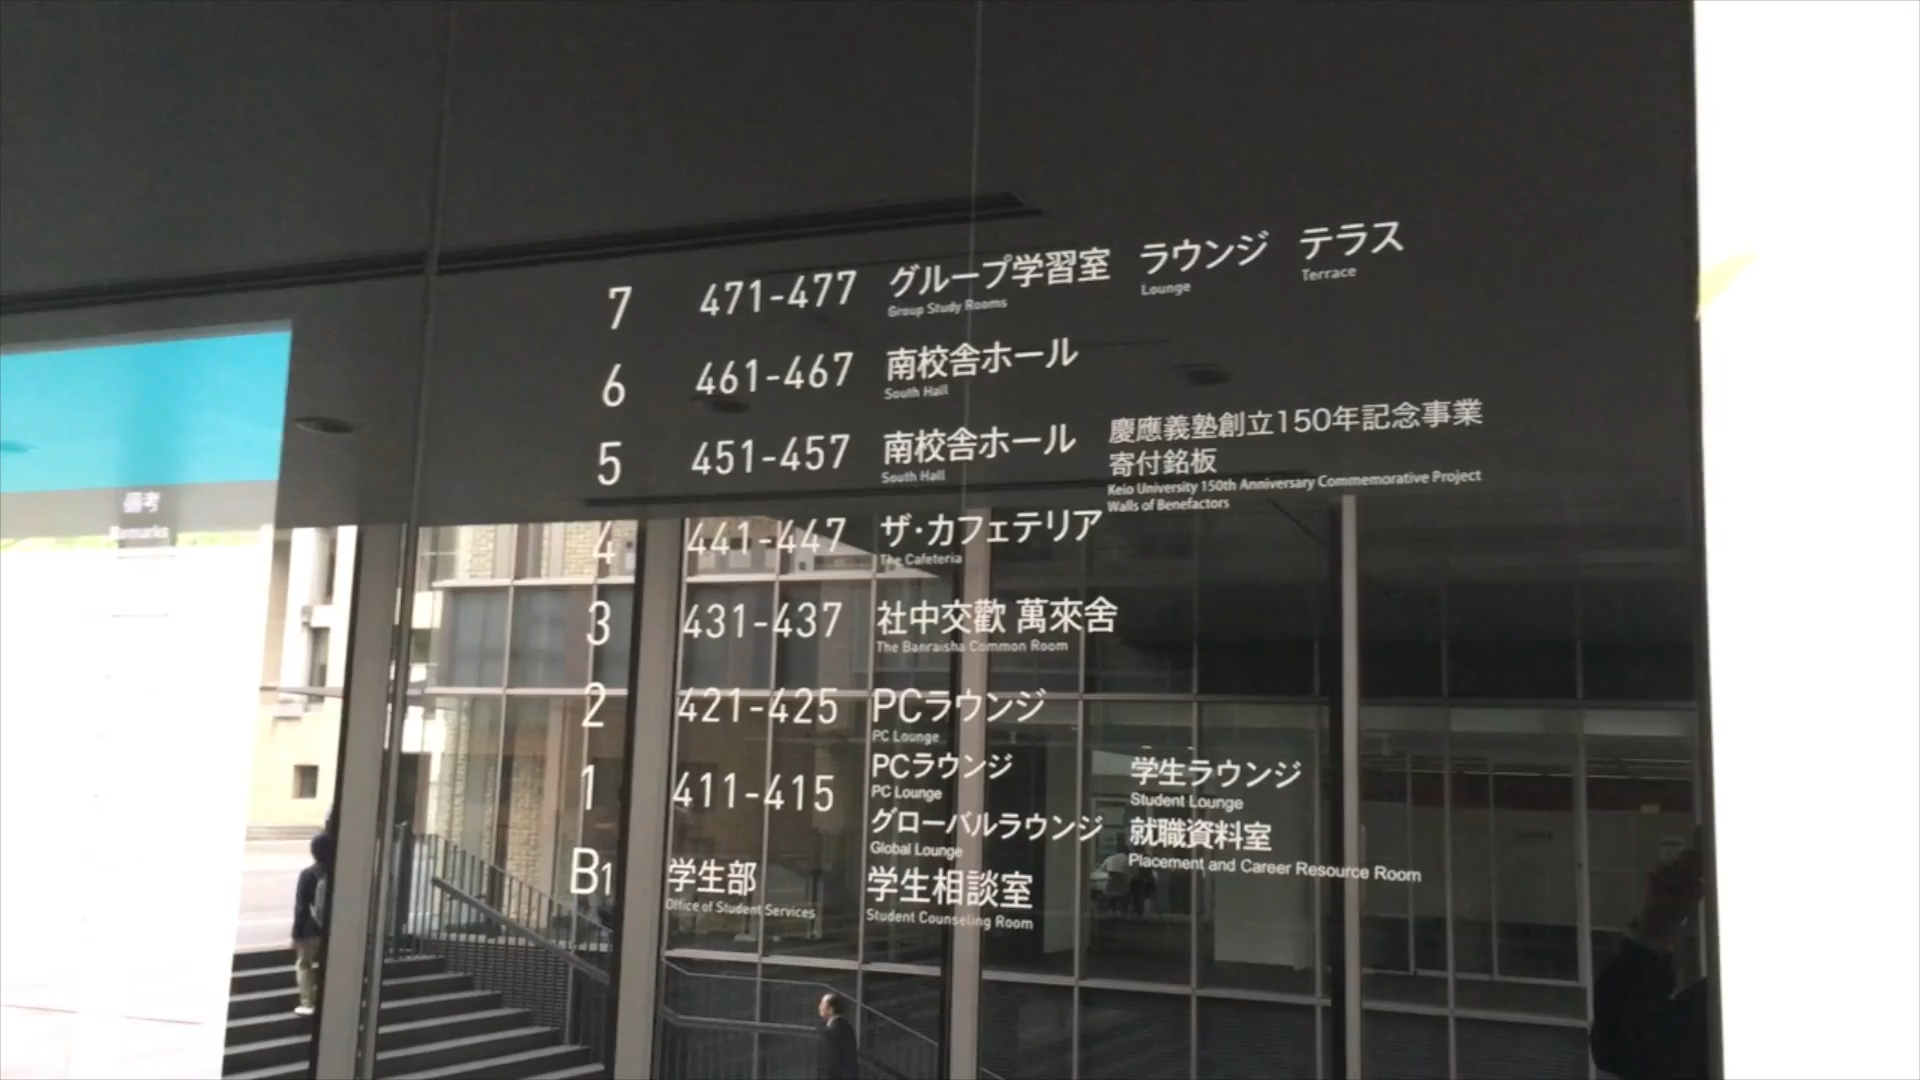 備考
Remarks
7 471-477 グループ学習室 ラウンジ テラス
Group Study Rooms Lounge Terrace
6 461-467 南校舎ホール
South Hall
5 451-457 南校舎ホール 慶應義塾創立150年記念事業
寄付銘板
South Hall Keio University 150th Anniversary Commemorative Project
Walls of Benefactors
4 441-447 ザ・カフェテリア
The Cafeteria
3 431-437 社中交歡 萬來舍
The Banraisha Common Room
2 421-425 PCラウンジ
PC Lounge
1 411-415 PCラウンジ 学生ラウンジ
PC Lounge Student Lounge
グローバルラウンジ 就職資料室
Global Lounge Placement and Career Resource Room
B1 学生部 学生相談室
Office of Student Services Student Counseling Room